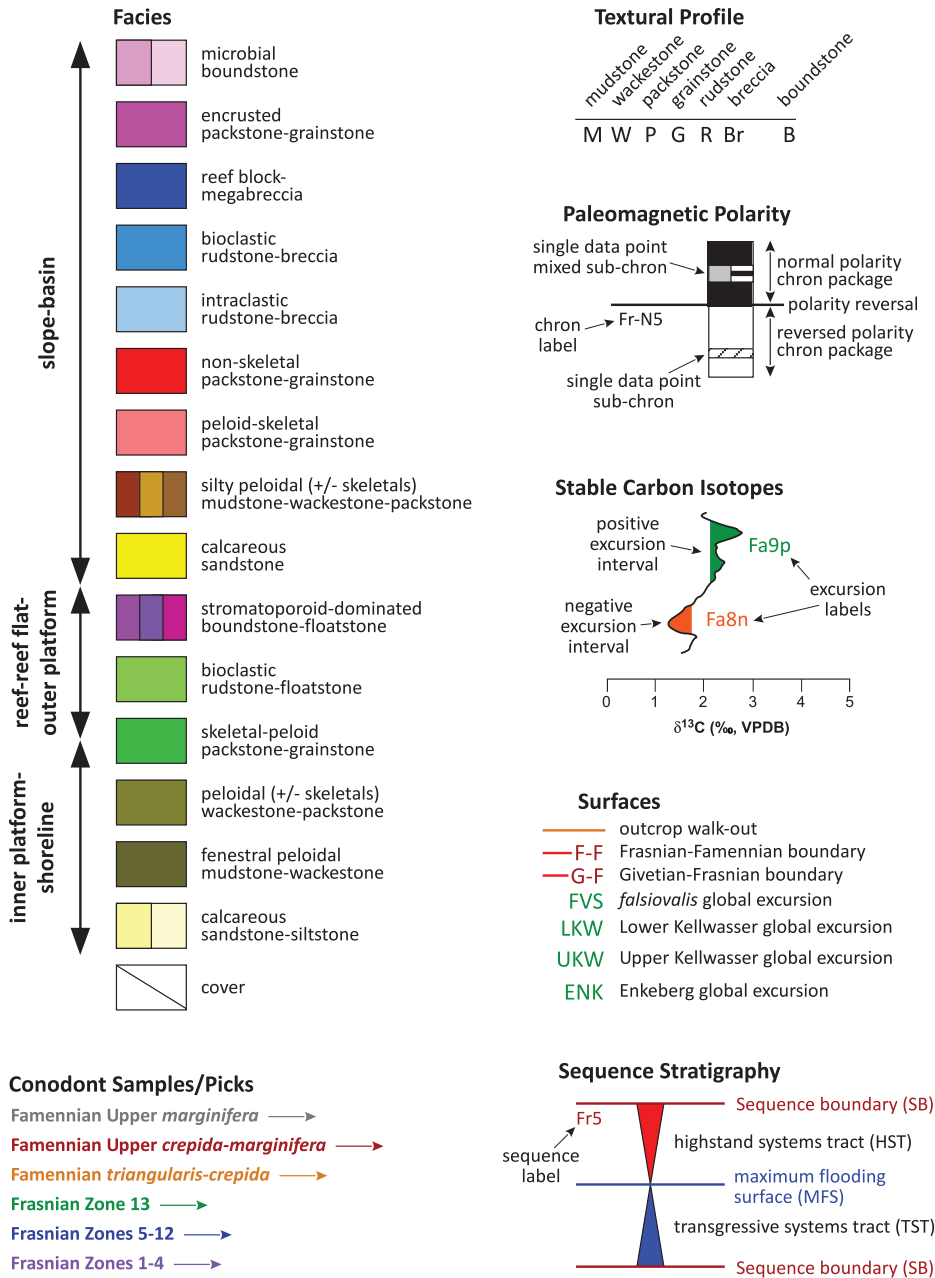 Facies
slope-basin
reef-reef flat-
outer platform
inner platform-
shoreline
microbial
boundstone
encrusted
packstone-grainstone
reef block-
megabreccia
bioclastic
rudstone-breccia
intraclastic
rudstone-breccia
non-skeletal
packstone-grainstone
peloid-skeletal
packstone-grainstone
silty peloidal (+/- skeletals)
mudstone-wackestone-packstone
calcareous
sandstone
stromatoporoid-dominated
boundstone-floatstone
bioclastic
rudstone-floatstone
skeletal-peloid
packstone-grainstone
peloidal (+/- skeletals)
wackestone-packstone
fenestral peloidal
mudstone-wackestone
calcareous
sandstone-siltstone
cover
Conodont Samples/Picks
Famennian Upper marginifera
Famennian Upper crepida-marginifera
Famennian triangularis-crepida
Frasnian Zone 13
Frasnian Zones 5-12
Frasnian Zones 1-4
Textural Profile
mudstone
wackestone
packstone
grainstone
rudstone
breccia
boundstone
M W P G R Br B
Paleomagnetic Polarity
single data point
mixed sub-chron
normal polarity
chron package
polarity reversal
Fr-N5
chron
label
reversed polarity
chron package
single data point
sub-chron
Stable Carbon Isotopes
positive
excursion
interval
Fa9p
excursion
labels
negative
excursion
interval
Fa8n
0 1 2 3 4 5
δ13C (‰, VPDB)
Surfaces
outcrop walk-out
F-F Frasnian-Famennian boundary
G-F Givetian-Frasnian boundary
FVS falsiovalis global excursion
LKW Lower Kellwasser global excursion
UKW Upper Kellwasser global excursion
ENK Enkeberg global excursion
Sequence Stratigraphy
Sequence boundary (SB)
Fr5
highstand systems tract (HST)
sequence
label
maximum flooding
surface (MFS)
transgressive systems tract (TST)
Sequence boundary (SB)